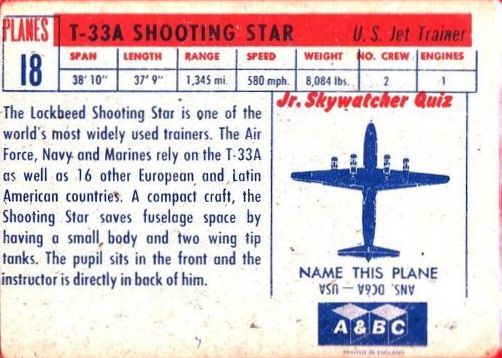 PLANES
18
T-33A SHOOTING STAR U. S. Jet Trainer
SPAN LENGTH RANGE SPEED WEIGHT NO. CREW ENGINES
38' 10" 37' 9" 1,345 mi. 580 mph. 8,084 lbs. 2 1
The Lockheed Shooting Star is one of the
world's most widely used trainers. The Air
Force, Navy and Marines rely on the T-33A
as well as 16 other European and Latin
American countries. A compact craft, the
Shooting Star saves fuselage space by
having a small body and two wing tip
tanks. The pupil sits in the front and the
instructor is directly in back of him.
Jr. Skywatcher Quiz
NAME THIS PLANE
ANS. DC6A — USA
A & BC
PRINTED IN ENGLAND